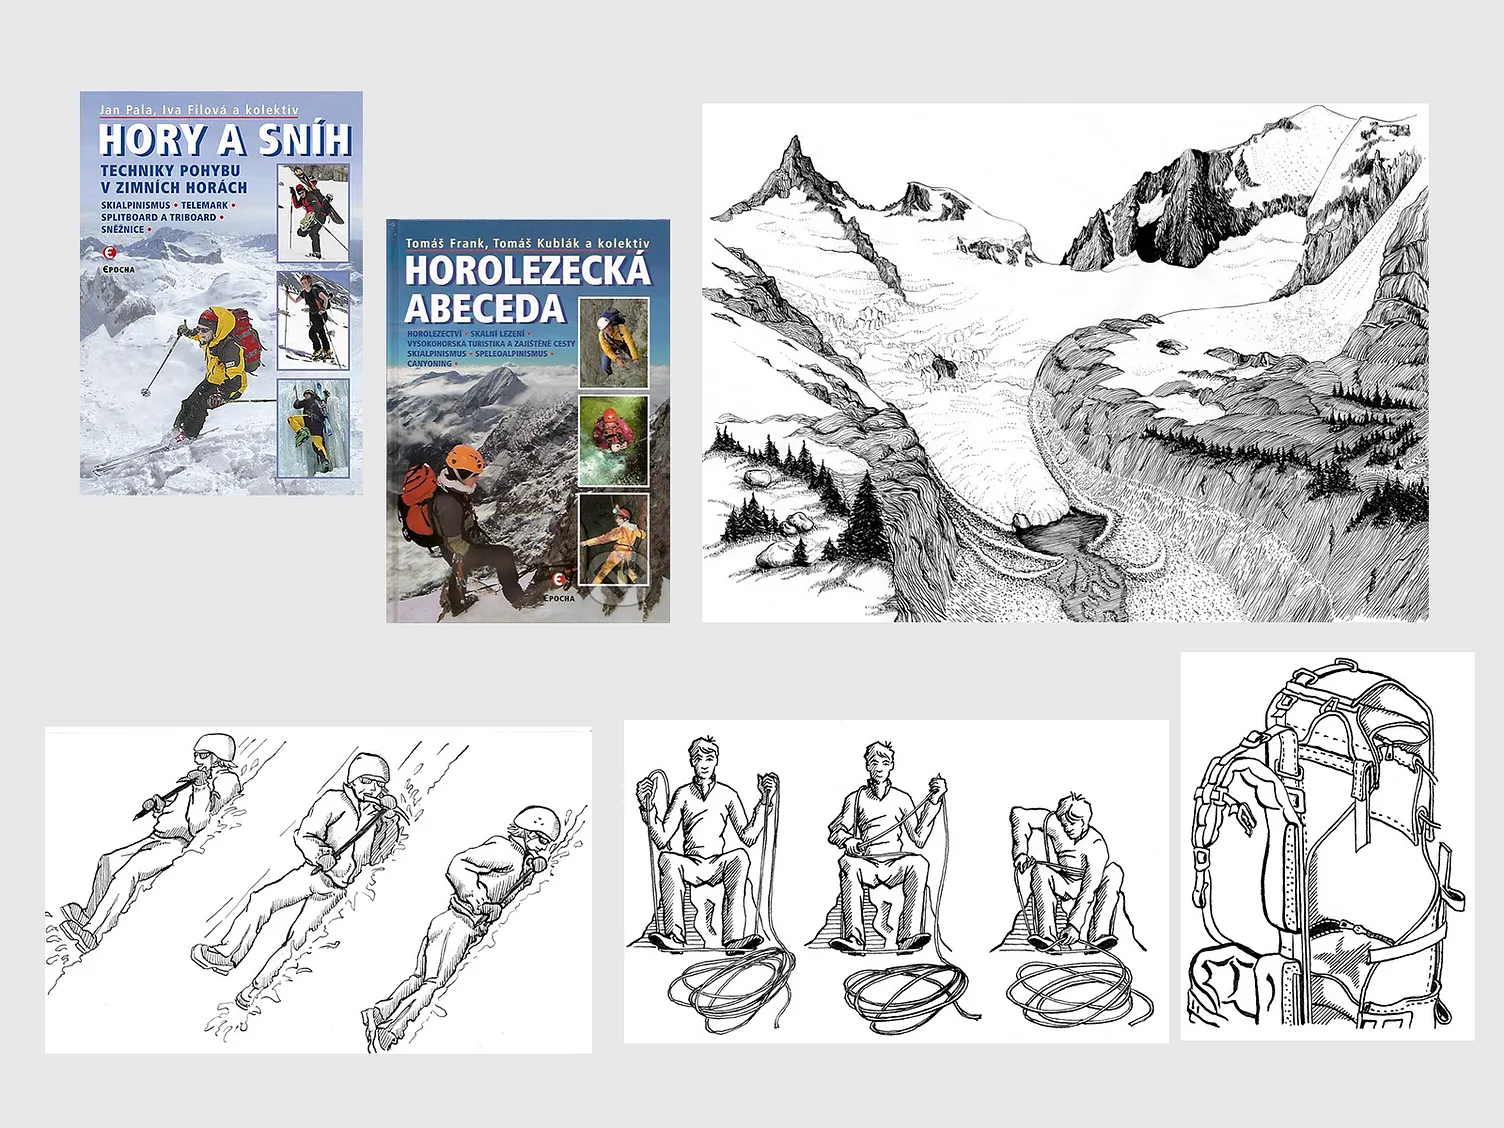 Jan Pala, Iva Filová a kolektiv
HORY A SNÍH
TECHNIKY POHYBU
V ZIMNÍCH HORÁCH
SKIALPINISMUS • TELEMARK •
SPLITBOARD A TRIBOARD •
SNĚŽNICE •
EPOCHA
Tomáš Frank, Tomáš Kublák a kolektiv
HOROLEZECKÁ
ABECEDA
HOROLEZECTVÍ • SKALNÍ LEZENÍ •
VYSOKOHORSKÁ TURISTIKA A ZAJIŠTĚNÉ CESTY
SKIALPINISMUS • SPELEOALPINISMUS •
CANYONING •
EPOCHA